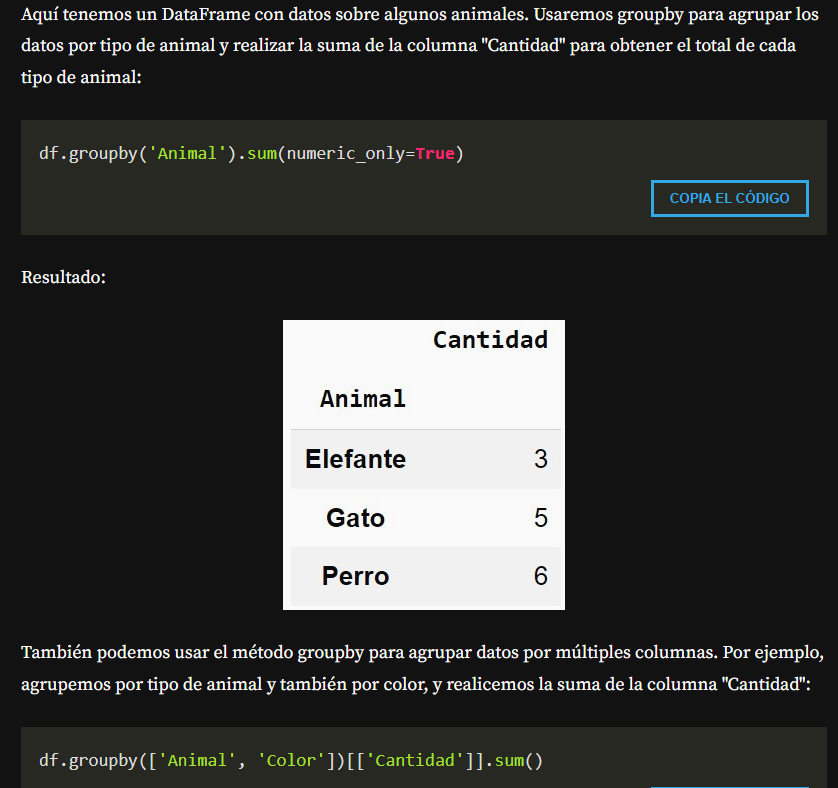 Aquí tenemos un DataFrame con datos sobre algunos animales. Usaremos groupby para agrupar los
datos por tipo de animal y realizar la suma de la columna "Cantidad" para obtener el total de cada
tipo de animal:
df.groupby('Animal').sum(numeric_only=True)
COPIA EL CÓDIGO
Resultado:
Cantidad
Animal
Elefante 3
Gato 5
Perro 6
También podemos usar el método groupby para agrupar datos por múltiples columnas. Por ejemplo,
agrupemos por tipo de animal y también por color, y realicemos la suma de la columna "Cantidad":
df.groupby(['Animal', 'Color'])[['Cantidad']].sum()